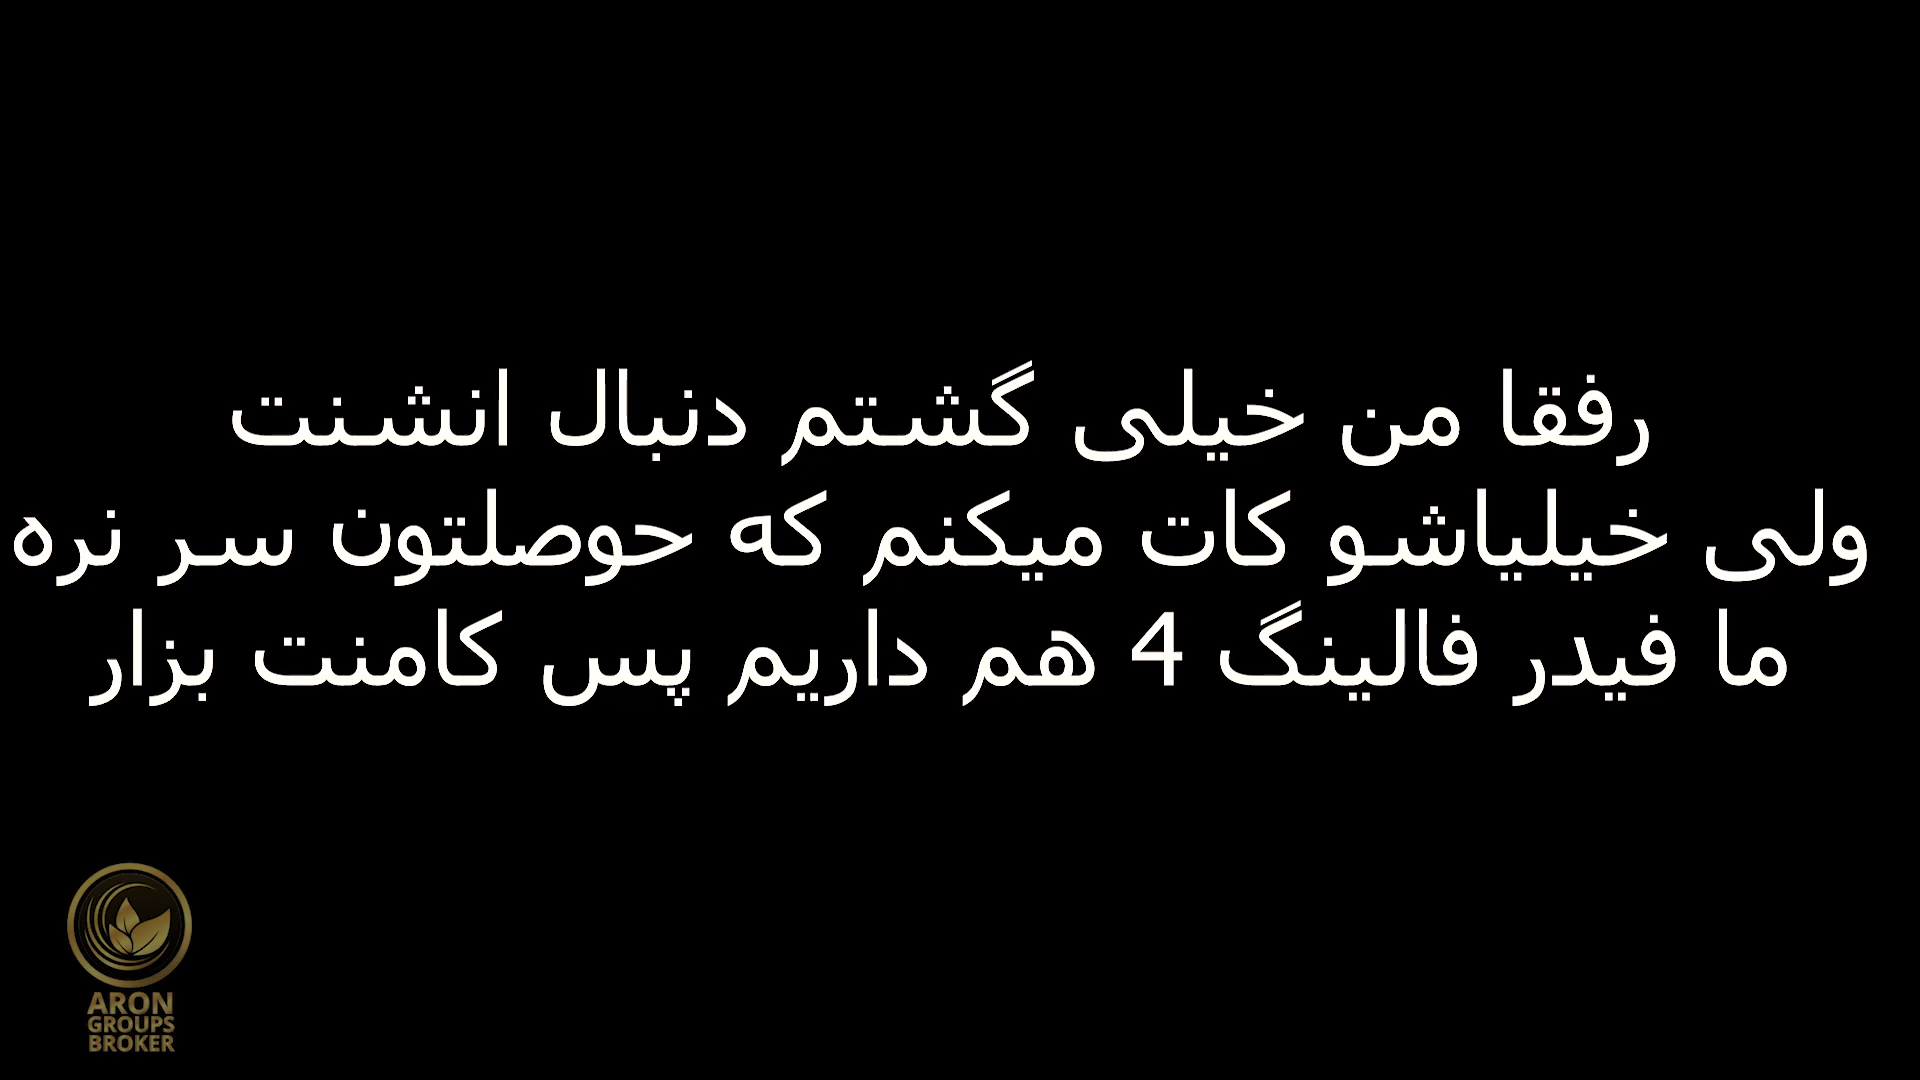 رفقا من خیلی گشتم دنبال انشنت
ولی خیلیاشو کات میکنم که حوصلتون سر نره
ما فیدر فالینگ 4 هم داریم پس کامنت بزار
ARON
GROUPS
BROKER